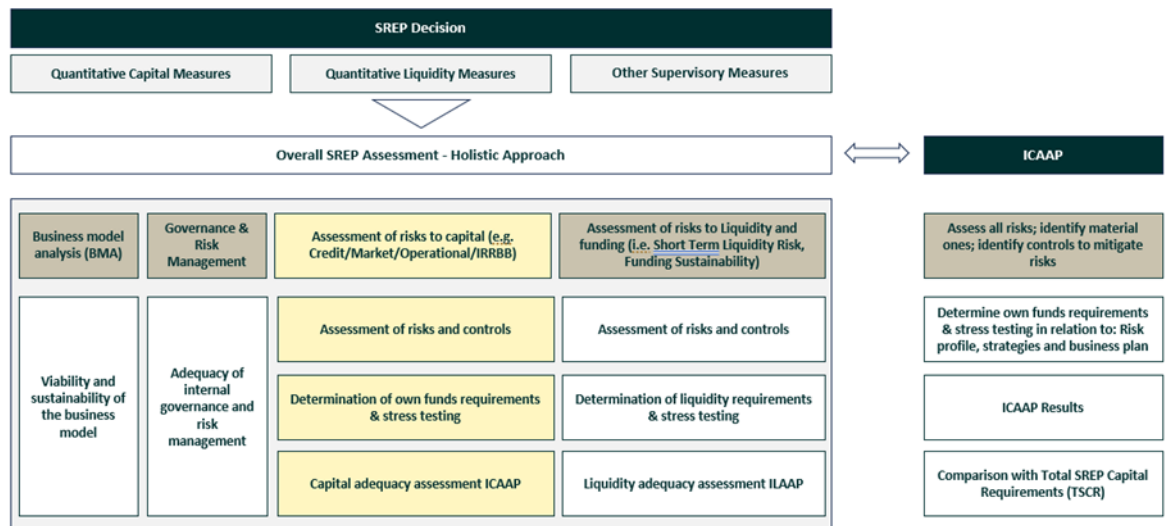 SREP Decision
Quantitative Capital Measures
Quantitative Liquidity Measures
Other Supervisory Measures
Overall SREP Assessment - Holistic Approach
ICAAP
Business model
analysis (BMA)
Governance &
Risk
Management
Assessment of risks to capital (e.g.
Credit/Market/Operational/IRRBB)
Assessment of risks to Liquidity and
funding (i.e. Short Term Liquidity Risk,
Funding Sustainability)
Assess all risks; identify material
ones; identify controls to mitigate
risks
Viability and
sustainability of
the business
model
Adequacy of
internal
governance and
risk
management
Assessment of risks and controls
Assessment of risks and controls
Determine own funds requirements
& stress testing in relation to: Risk
profile, strategies and business plan
Determination of own funds requirements
& stress testing
Determination of liquidity requirements
& stress testing
ICAAP Results
Capital adequacy assessment ICAAP
Liquidity adequacy assessment ILAAP
Comparison with Total SREP Capital
Requirements (TSCR)